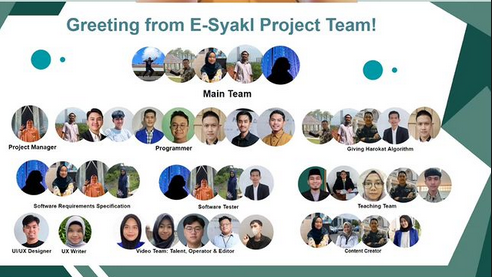 Greeting from E-Syakl Project Team!
Main Team
Project Manager
Programmer
Giving Harokat Algorithm
Software Requirements Specification
Software Tester
Teaching Team
UI/UX Designer
UX Writer
Video Team: Talent, Operator & Editor
Content Creator